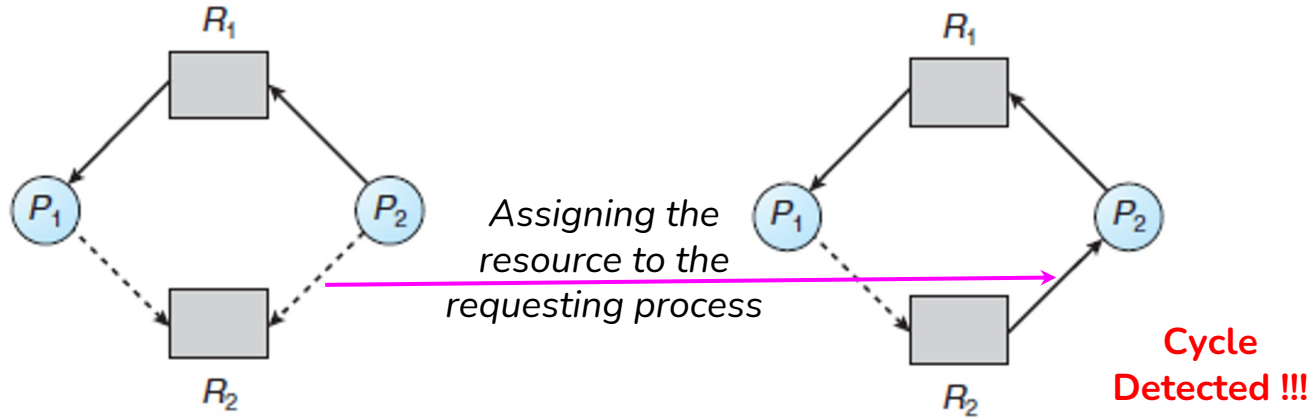 R₁
P₁
P₂
R₂
Assigning the
resource to the
requesting process
R₁
P₁
P₂
R₂
Cycle
Detected !!!